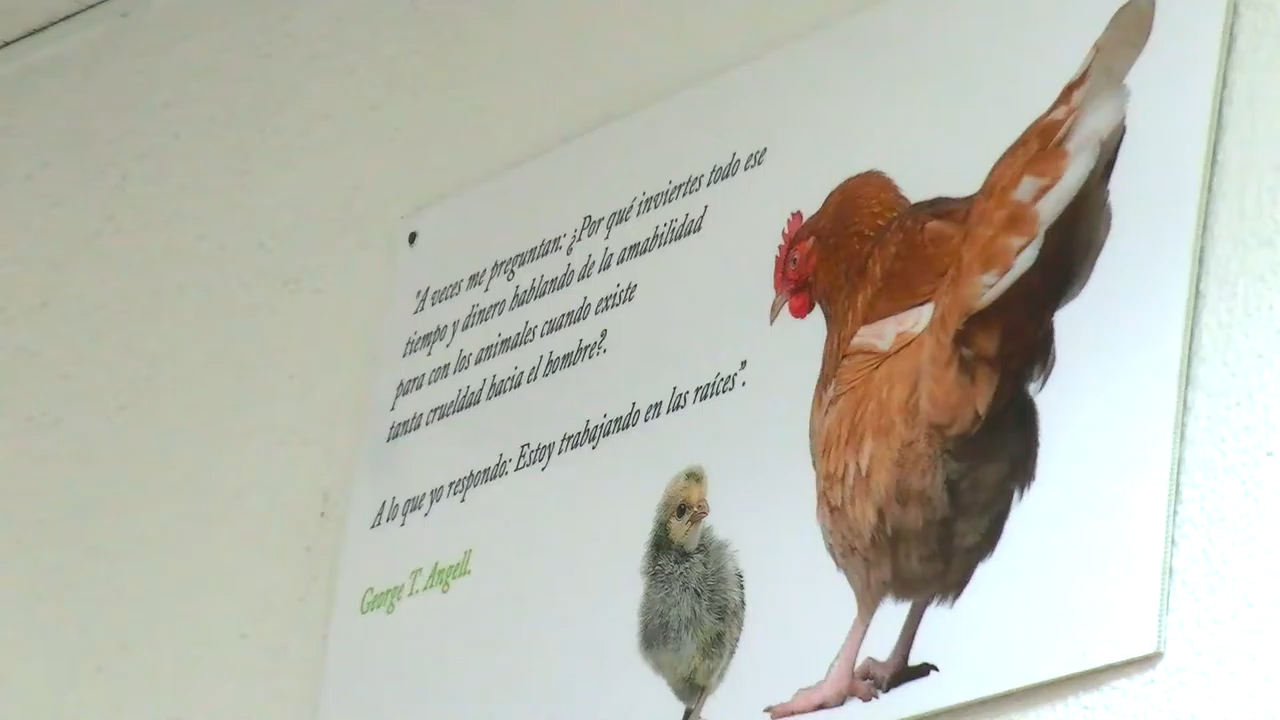 "A veces me preguntan: ¿Por qué inviertes todo ese
tiempo y dinero hablando de la amabilidad
para con los animales cuando existe
tanta crueldad hacia el hombre?.
A lo que yo respondo: Estoy trabajando en las raíces".
George T. Angell.